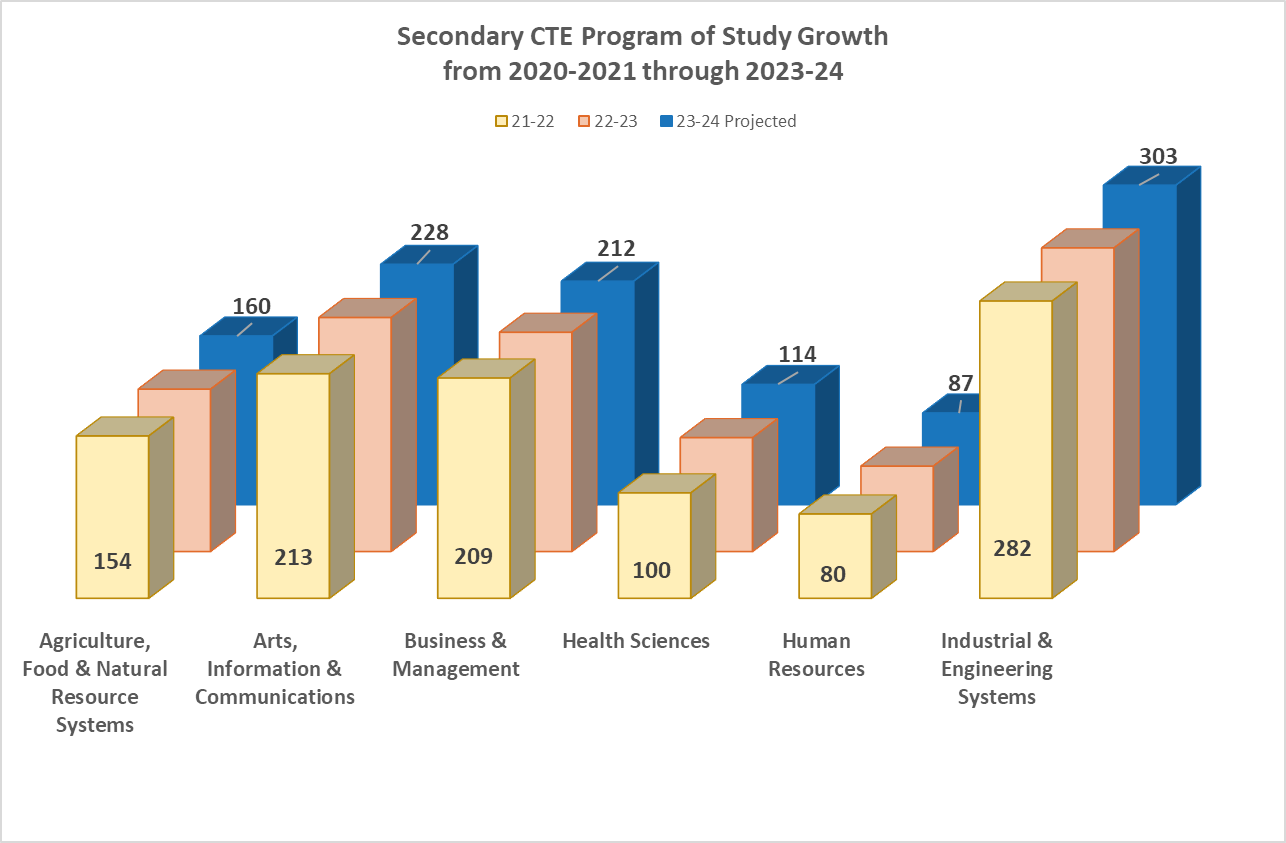 Secondary CTE Program of Study Growth
from 2020-2021 through 2023-24
21-22 22-23 23-24 Projected
303
228
212
160
114
87
154 213 209 100 80 282
Agriculture,
Food & Natural
Resource
Systems
Arts,
Information &
Communications
Business &
Management
Health Sciences
Human
Resources
Industrial &
Engineering
Systems